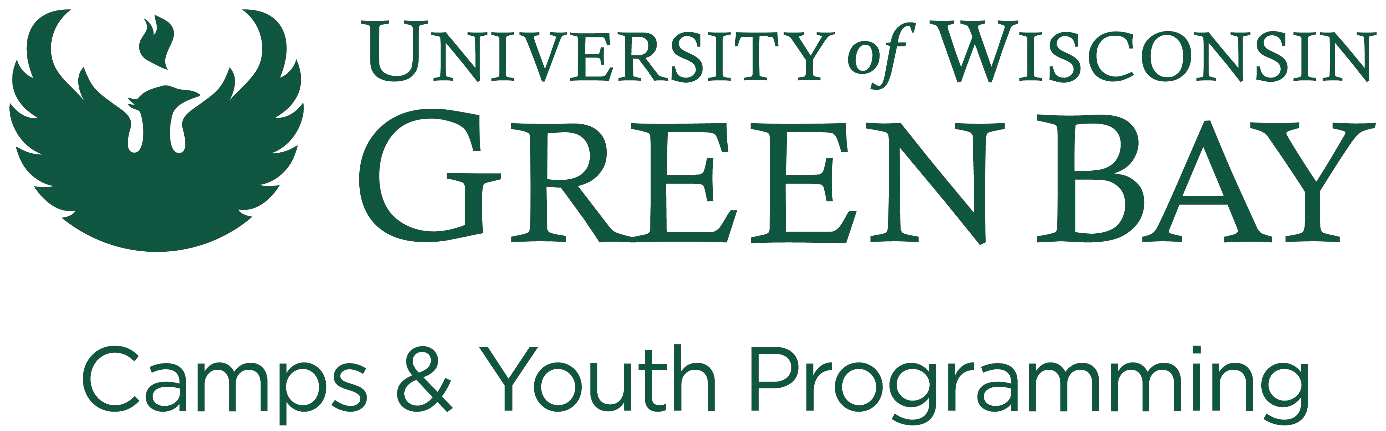 UNIVERSITY of WISCONSIN
GREEN BAY
Camps & Youth Programming